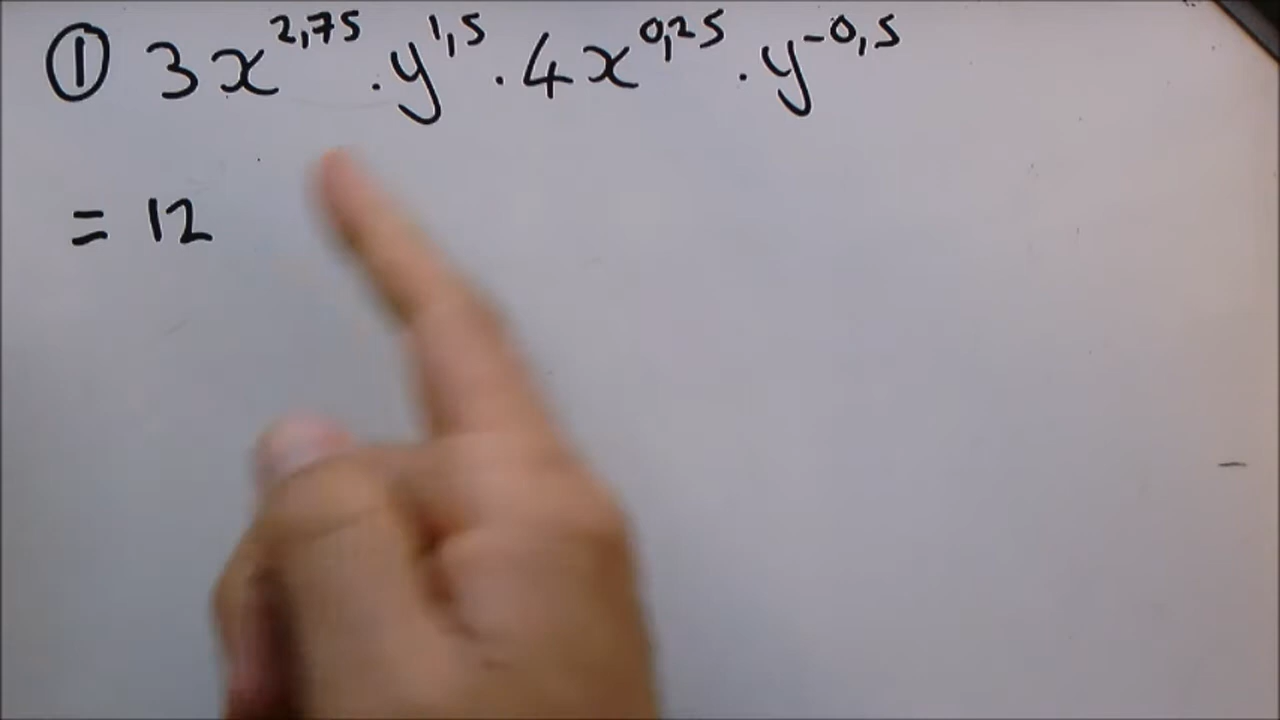 ① 3x^2,75 . y^1,5 . 4x^0,25 . y^-0,5
= 12